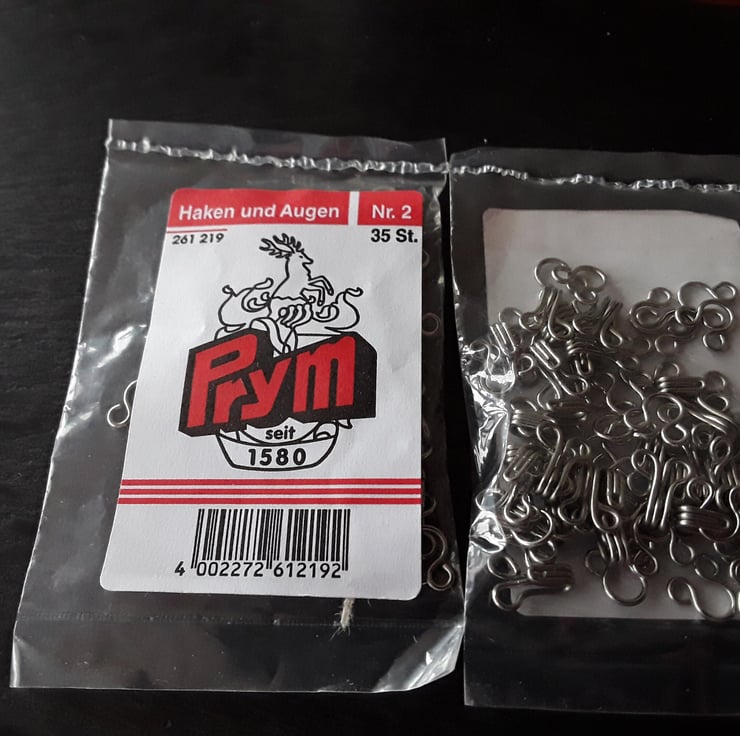 Haken und Augen Nr. 2
261 219 35 St.
Prym
seit
1580
4 002272 612192